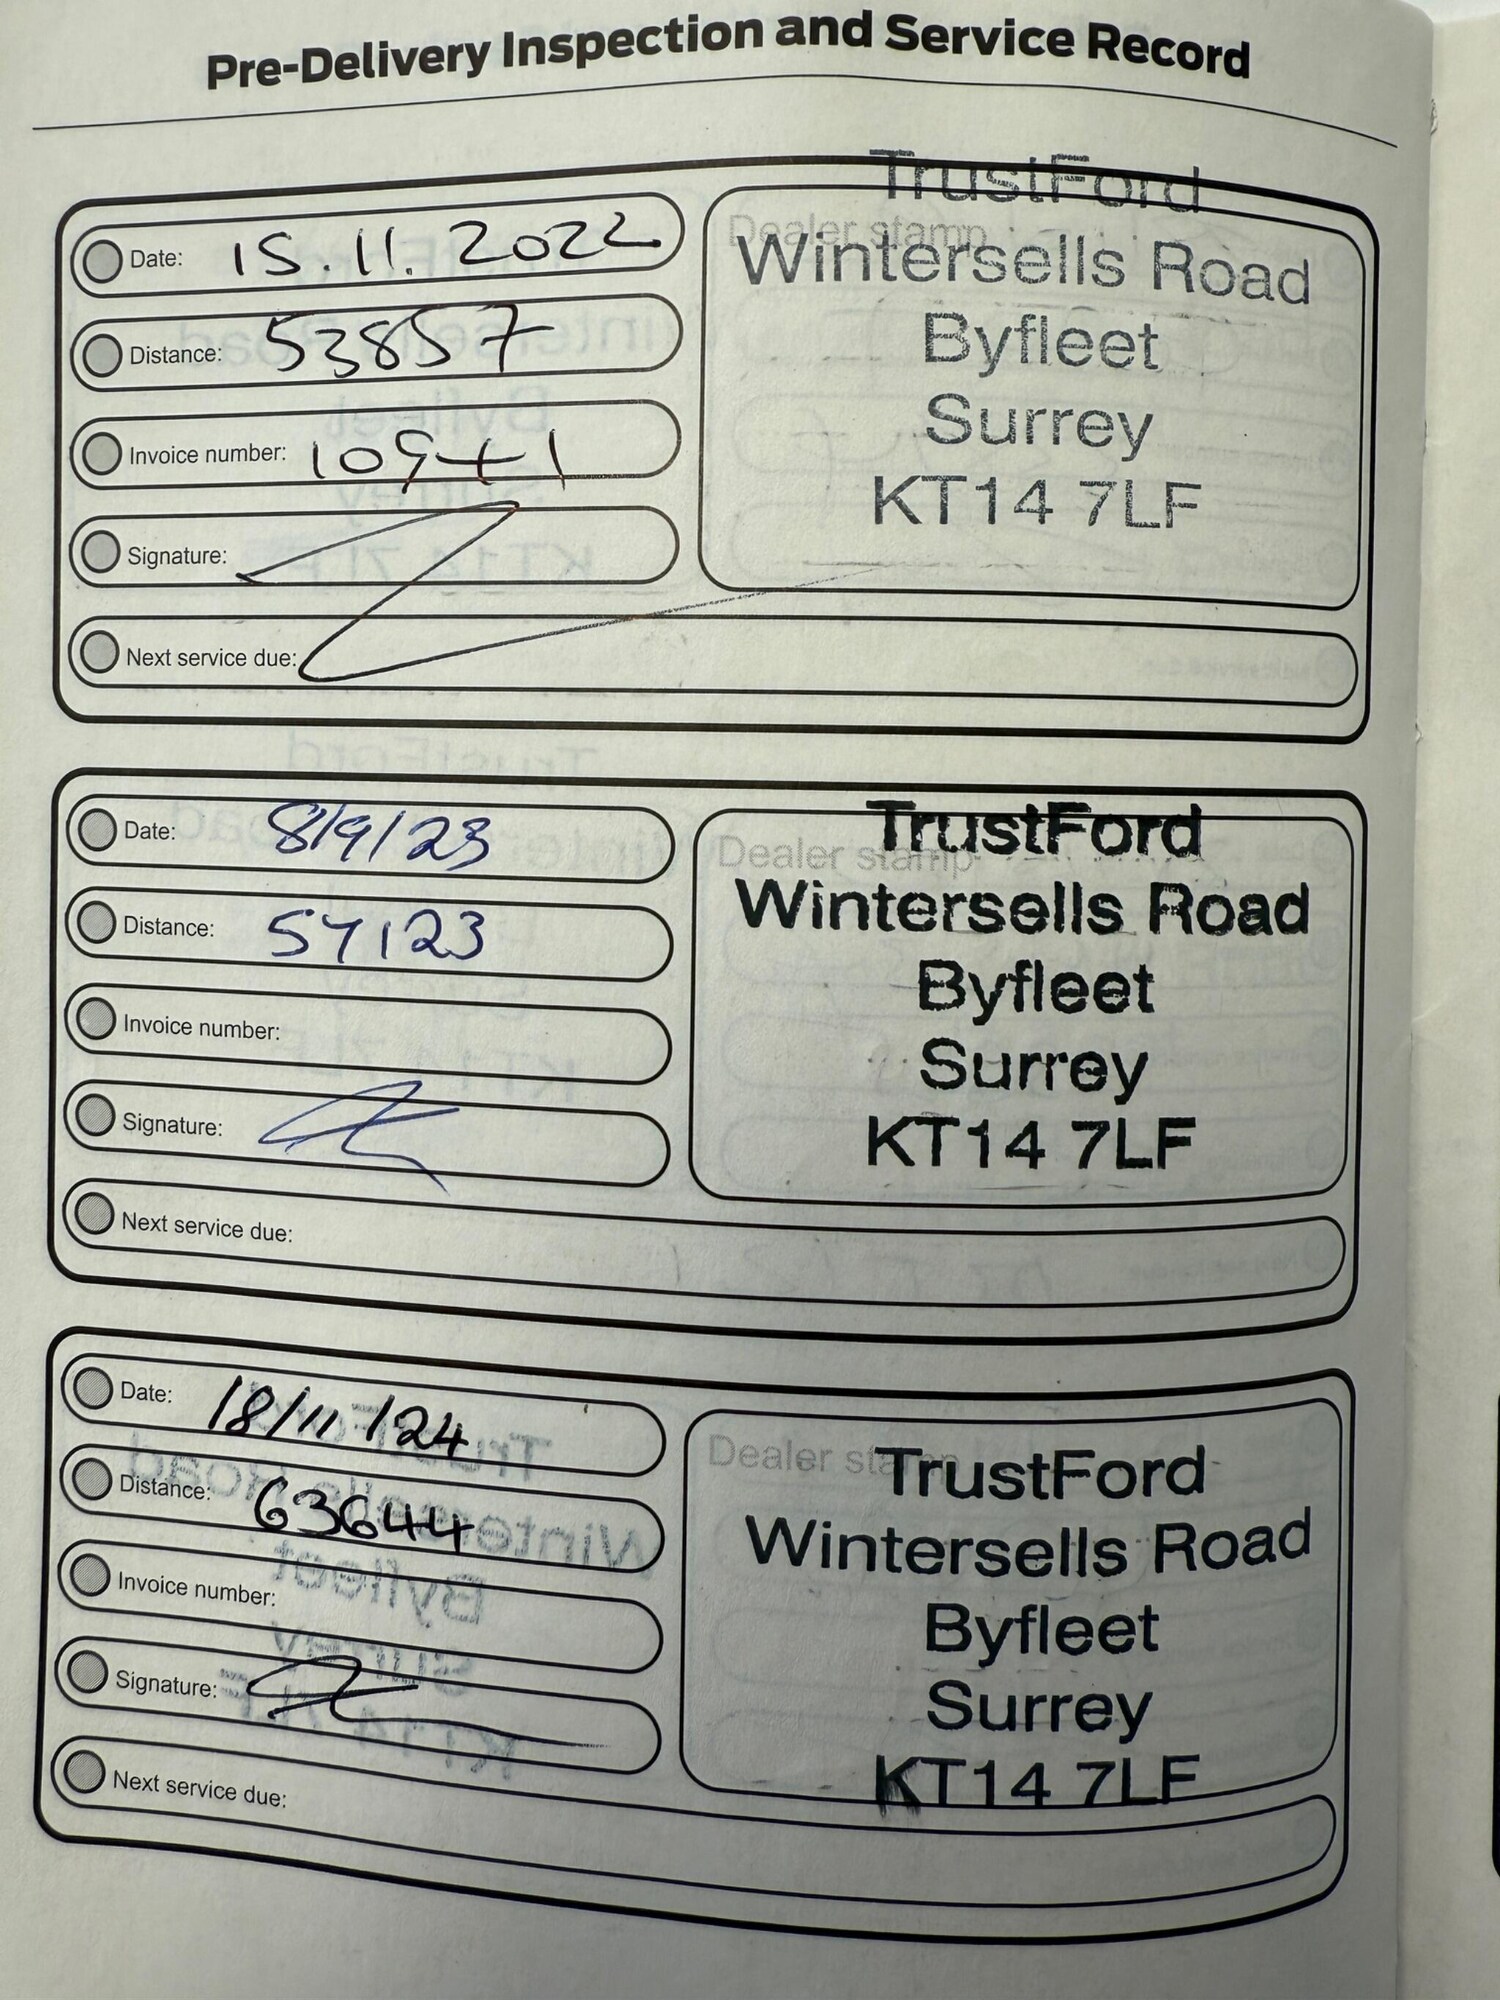 Pre-Delivery Inspection and Service Record
Date: 15.11.2022
Distance: 53857
Invoice number: 10941
Signature:
Next service due:
Dealer stamp
TrustFord
Wintersells Road
Byfleet
Surrey
KT14 7LF
Date: 8/9/23
Distance: 57123
Invoice number:
Signature:
Next service due:
Dealer stamp
TrustFord
Wintersells Road
Byfleet
Surrey
KT14 7LF
Date: 18/11/24
Distance: 63644
Invoice number:
Signature:
Next service due:
Dealer stamp
TrustFord
Wintersells Road
Byfleet
Surrey
KT14 7LF